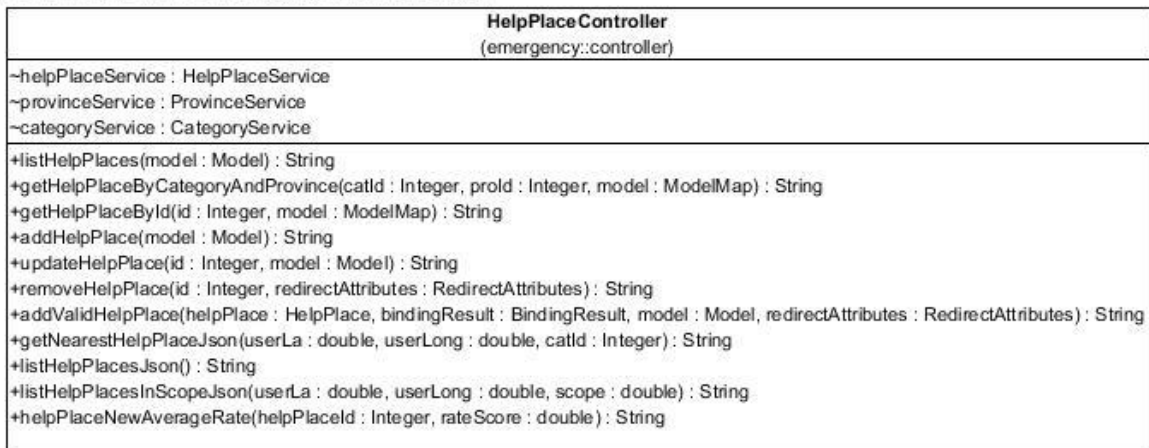 HelpPlaceController
(emergency::controller)
~helpPlaceService : HelpPlaceService
~provinceService : ProvinceService
~categoryService : CategoryService
+listHelpPlaces(model : Model) : String
+getHelpPlaceByCategoryAndProvince(catId : Integer, proId : Integer, model : ModelMap) : String
+getHelpPlaceById(id : Integer, model : ModelMap) : String
+addHelpPlace(model : Model) : String
+updateHelpPlace(id : Integer, model : Model) : String
+removeHelpPlace(id : Integer, redirectAttributes : RedirectAttributes) : String
+addValidHelpPlace(helpPlace : HelpPlace, bindingResult : BindingResult, model : Model, redirectAttributes : RedirectAttributes) : String
+getNearestHelpPlaceJson(userLa : double, userLong : double, catId : Integer) : String
+listHelpPlacesJson() : String
+listHelpPlacesInScopeJson(userLa : double, userLong : double, scope : double) : String
+helpPlaceNewAverageRate(helpPlaceId : Integer, rateScore : double) : String